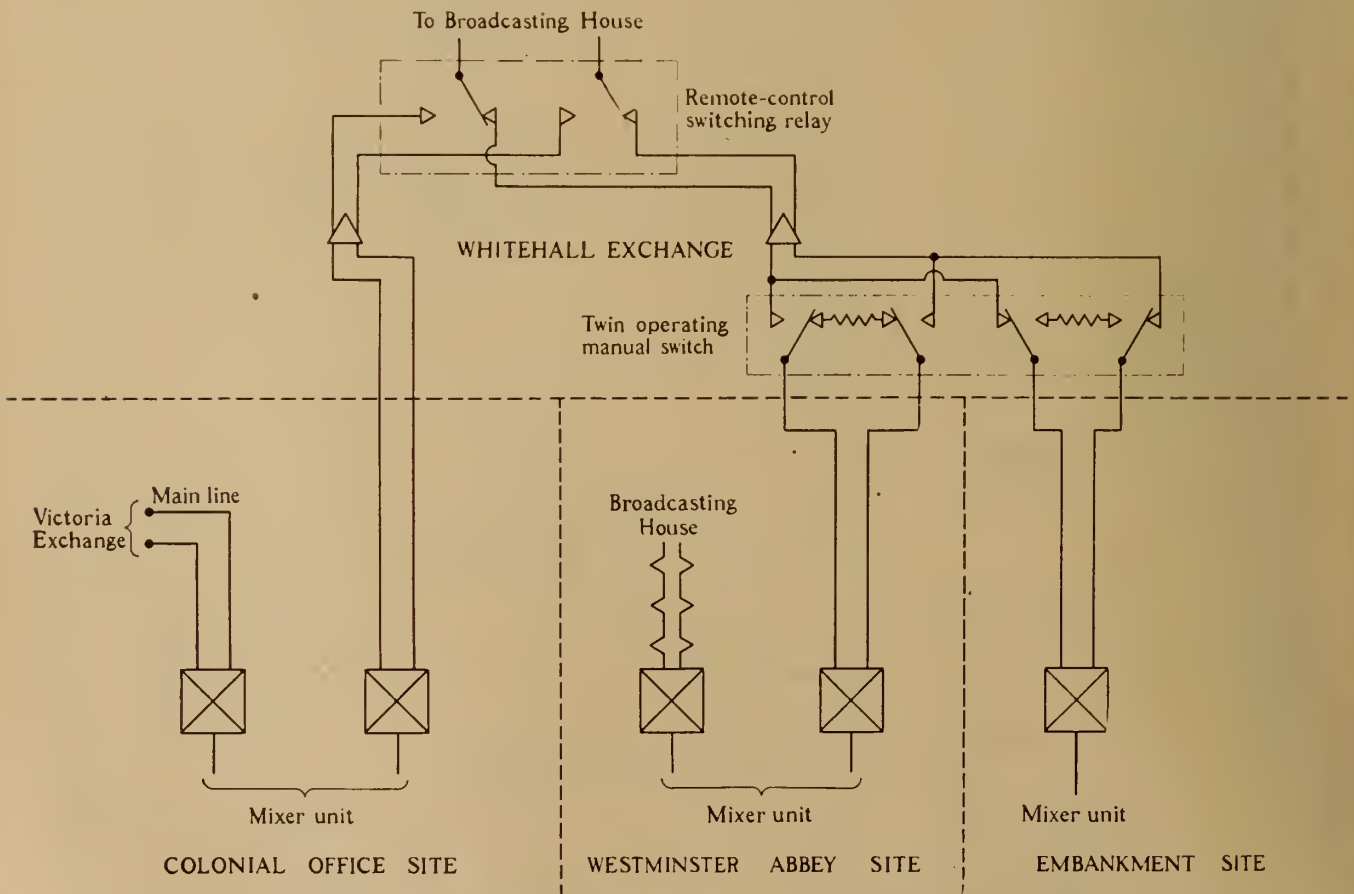 To Broadcasting House
Remote-control
switching relay
WHITEHALL EXCHANGE
Twin operating
manual switch
Main line
Victoria
Exchange
Broadcasting
House
Mixer unit
Mixer unit
Mixer unit
COLONIAL OFFICE SITE
WESTMINSTER ABBEY SITE
EMBANKMENT SITE